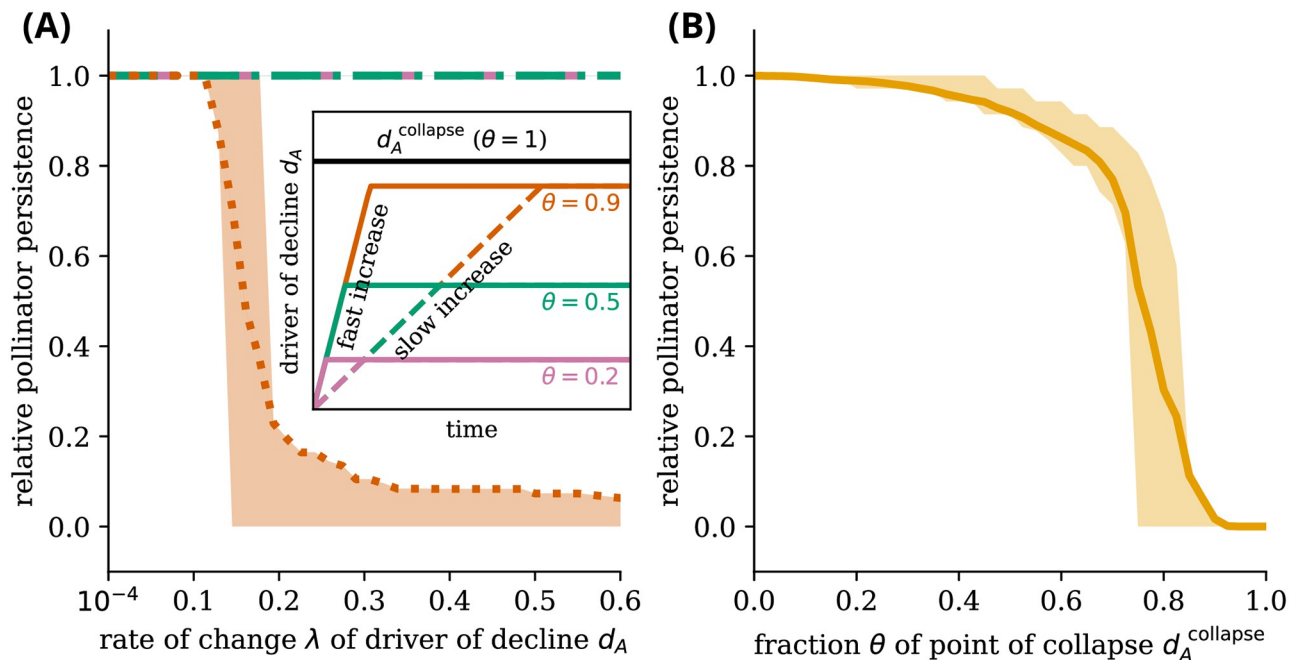 (A)
relative pollinator persistence
1.0
0.8
0.6
0.4
0.2
0.0
10⁻⁴
0.1
0.2
0.3
0.4
0.5
0.6
rate of change λ of driver of decline d_A
driver of decline d_A
d_A^collapse (θ = 1)
fast increase
slow increase
θ = 0.9
θ = 0.5
θ = 0.2
time
(B)
relative pollinator persistence
1.0
0.8
0.6
0.4
0.2
0.0
0.0
0.2
0.4
0.6
0.8
1.0
fraction θ of point of collapse d_A^collapse